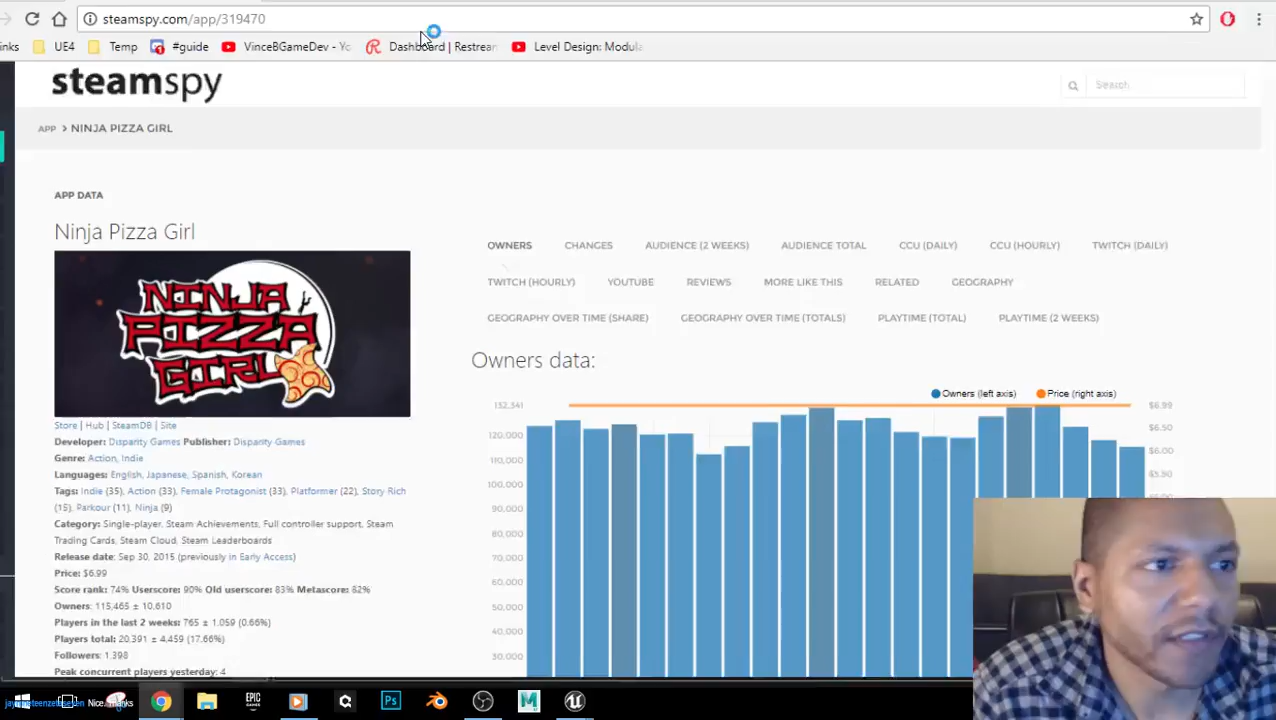 steamspy.com/app/319470
inks UE4 Temp #guide VinceBGameDev - Yo Dashboard | Restrean Level Design: Modula
steamspy
Search
APP > NINJA PIZZA GIRL
APP DATA
Ninja Pizza Girl
NINJA
PIZZA
GIRL
Store | Hub | SteamDB | Site
Developer: Disparity Games Publisher: Disparity Games
Genre: Action, Indie
Languages: English, Japanese, Spanish, Korean
Tags: Indie (35), Action (33), Female Protagonist (33), Platformer (22), Story Rich
(15), Parkour (11), Ninja (9)
Category: Single-player, Steam Achievements, Full controller support, Steam
Trading Cards, Steam Cloud, Steam Leaderboards
Release date: Sep 30, 2015 (previously in Early Access)
Price: $6.99
Score rank: 74% Userscore: 90% Old userscore: 83% Metascore: 82%
Owners: 115,465 ± 10,610
Players in the last 2 weeks: 765 ± 1,059 (0.66%)
Players total: 20,391 ± 4,459 (17.66%)
Followers: 1,398
Peak concurrent players yesterday: 4
OWNERS CHANGES AUDIENCE (2 WEEKS) AUDIENCE TOTAL CCU (DAILY) CCU (HOURLY) TWITCH (DAILY)
TWITCH (HOURLY) YOUTUBE REVIEWS MORE LIKE THIS RELATED GEOGRAPHY
GEOGRAPHY OVER TIME (SHARE) GEOGRAPHY OVER TIME (TOTALS) PLAYTIME (TOTAL) PLAYTIME (2 WEEKS)
Owners data:
Owners (left axis) Price (right axis)
132,341 $6.99
120,000 $6.50
110,000 $6.00
100,000
90,000
80,000
70,000
60,000
50,000
40,000
30,000
Nice. Thanks
EPIC
GAMES
Ps
M